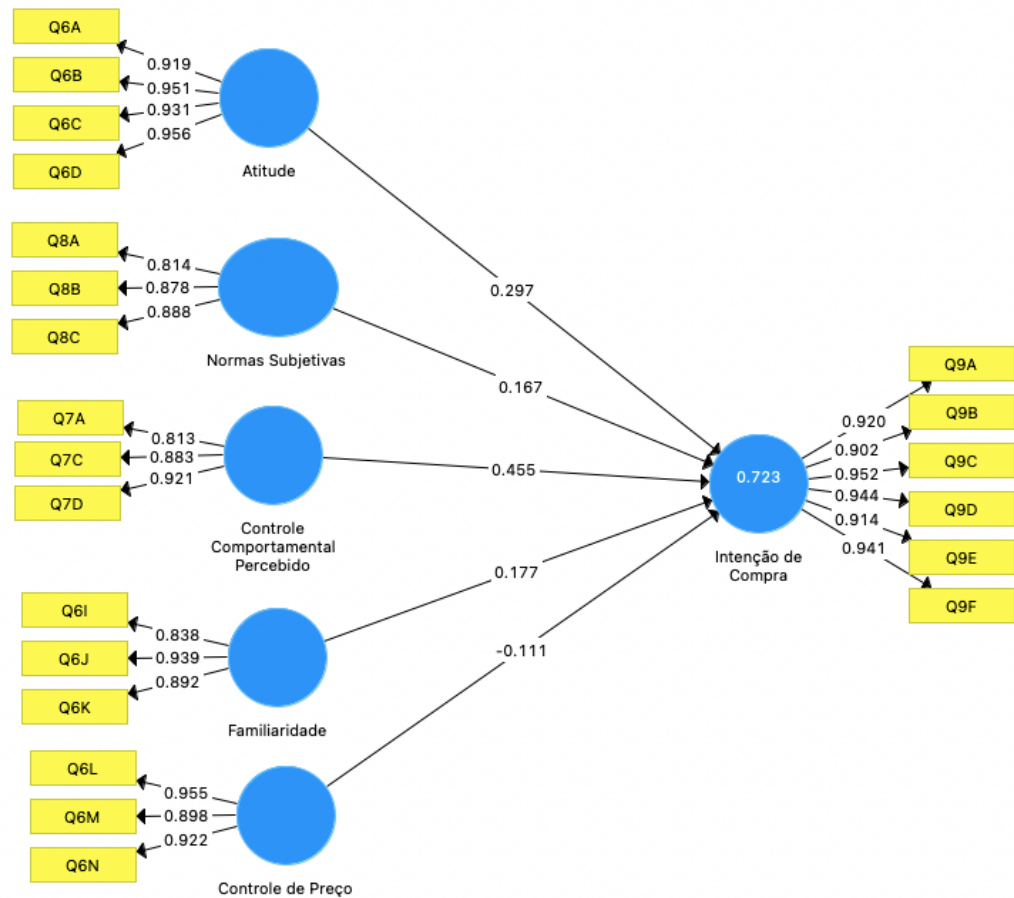 Q6A
Q6B
Q6C
Q6D
0.919
0.951
0.931
0.956
Atitude
Q8A
Q8B
Q8C
0.814
0.878
0.888
Normas Subjetivas
Q7A
Q7C
Q7D
0.813
0.883
0.921
Controle
Comportamental
Percebido
Q6I
Q6J
Q6K
0.838
0.939
0.892
Familiaridade
Q6L
Q6M
Q6N
0.955
0.898
0.922
Controle de Preço
0.297
0.167
0.455
0.177
-0.111
0.723
Intenção de
Compra
0.920
0.902
0.952
0.944
0.914
0.941
Q9A
Q9B
Q9C
Q9D
Q9E
Q9F